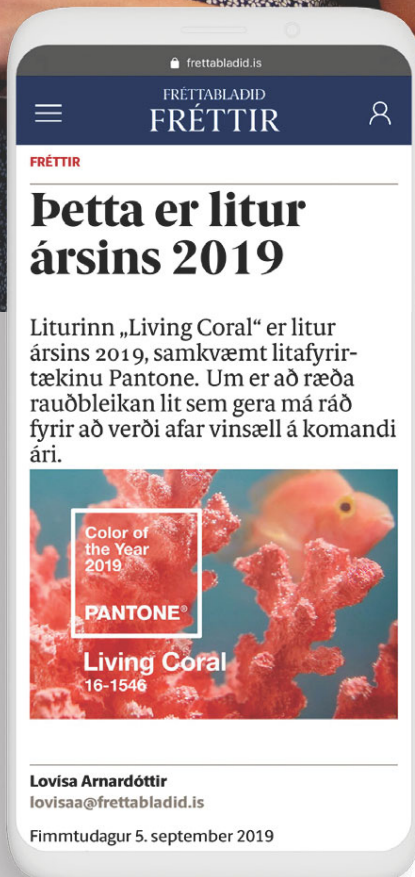 frettabladid.is
FRÉTTABLADID
FRÉTTIR
FRÉTTIR
Þetta er litur
ársins 2019
Liturinn „Living Coral“ er litur
ársins 2019, samkvæmt litafyrir-
tækinu Pantone. Um er að ræða
rauðbleikan lit sem gera má ráð
fyrir að verði afar vinsæll á komandi
ári.
Color of
the Year
2019
PANTONE®
Living Coral
16-1546
Lovísa Arnardóttir
lovisaa@frettabladid.is
Fimmtudagur 5. september 2019